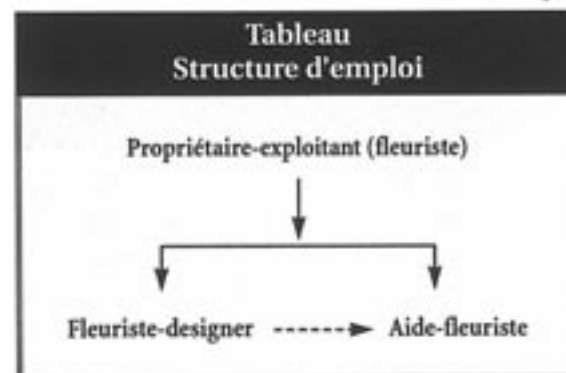 Tableau
Structure d'emploi
Propriétaire-exploitant (fleuriste)
Fleuriste-designer
Aide-fleuriste